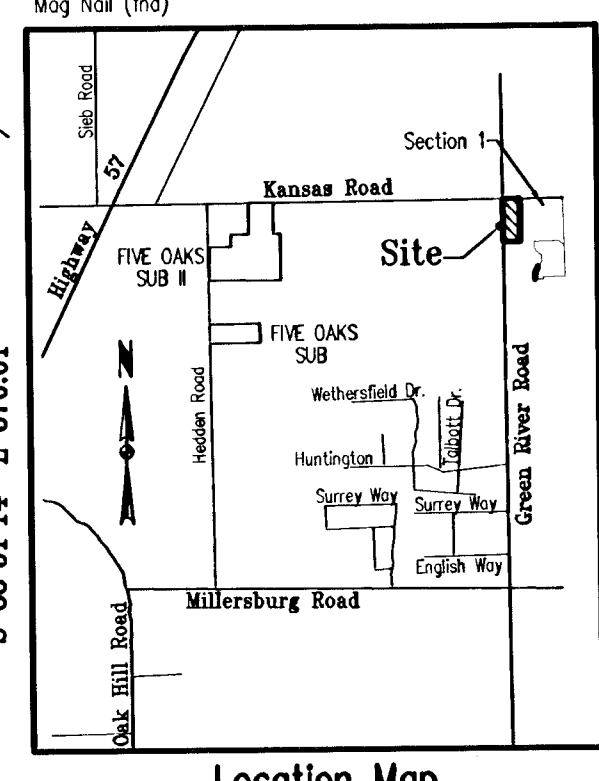 Mag Nail (fnd)
Sieb Road
Highway 57
Section 1
Kansas Road
FIVE OAKS
SUB II
Site
FIVE OAKS
SUB
N
Hedden Road
Wethersfield Dr.
Talbott Dr.
Green River Road
Huntington
Surrey Way
Surrey Way
English Way
Millersburg Road
Oak Hill Road
Location Map